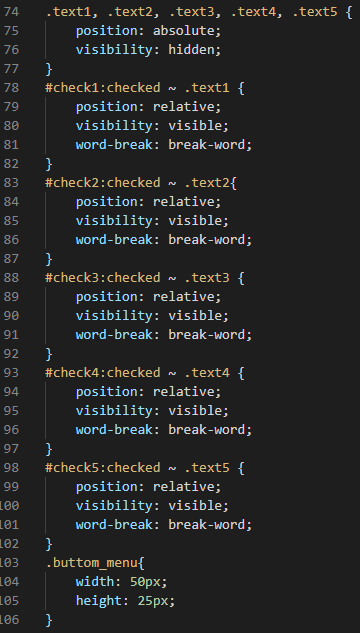 74 .text1, .text2, .text3, .text4, .text5 {
75     position: absolute;
76     visibility: hidden;
77 }
78 #check1:checked ~ .text1 {
79     position: relative;
80     visibility: visible;
81     word-break: break-word;
82 }
83 #check2:checked ~ .text2{
84     position: relative;
85     visibility: visible;
86     word-break: break-word;
87 }
88 #check3:checked ~ .text3 {
89     position: relative;
90     visibility: visible;
91     word-break: break-word;
92 }
93 #check4:checked ~ .text4 {
94     position: relative;
95     visibility: visible;
96     word-break: break-word;
97 }
98 #check5:checked ~ .text5 {
99     position: relative;
100     visibility: visible;
101     word-break: break-word;
102 }
103 .buttom_menu{
104     width: 50px;
105     height: 25px;
106 }